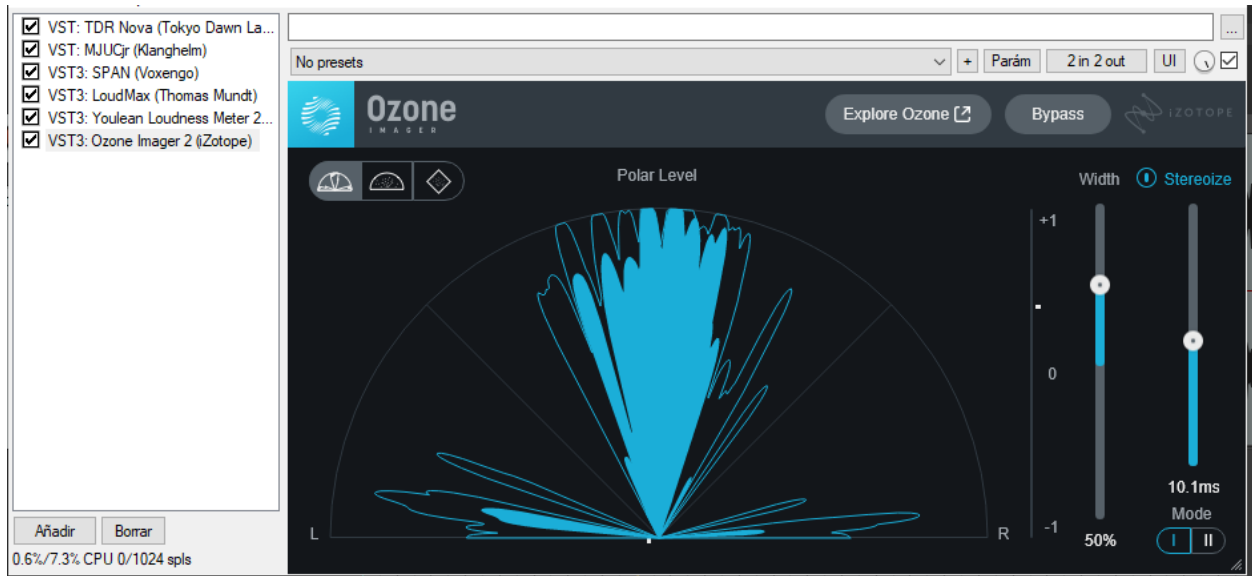 VST: TDR Nova (Tokyo Dawn La...
VST: MJUCjr (Klanghelm)
VST3: SPAN (Voxengo)
VST3: LoudMax (Thomas Mundt)
VST3: Youlean Loudness Meter 2...
VST3: Ozone Imager 2 (iZotope)
Añadir Borrar
0.6%/7.3% CPU 0/1024 spls
...
No presets + Parám 2 in 2 out UI
Ozone
IMAGER
Explore Ozone Bypass iZOTOPE
Polar Level
Width Stereoize
+1
0
-1
L R
50%
10.1ms
Mode
I II